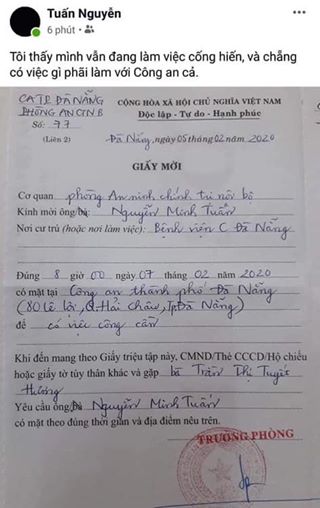 Tuấn Nguyễn
6 phút
Tôi thấy mình vẫn đang làm việc cống hiến, và chẳng
có việc gì phãi làm với Công an cả.
CA TP ĐÀ NẴNG
CỘNG HÒA XÃ HỘI CHỦ NGHĨA VIỆT NAM
PHÒNG ANCTNB
Độc lập - Tự do - Hạnh phúc
Số: 77
(Liên 2)
Đà Nẵng, ngày 05 tháng 02 năm 2020
GIẤY MỜI
Cơ quan phòng An ninh chính trị nội bộ
Kính mời ông/bà: Nguyễn Minh Tuấn
Nơi cư trú (hoặc nơi làm việc): Bệnh viện C Đà Nẵng
Đúng 8 giờ 00 ngày 07 tháng 02 năm 2020
có mặt tại Công an thành phố Đà Nẵng
(80 Lê Lợi, Q. Hải Châu, Tp Đà Nẵng)
để có việc công cần
Khi đến mang theo Giấy triệu tập này, CMND/Thẻ CCCD/Hộ chiếu
hoặc giấy tờ tùy thân khác và gặp bà Trần Thị Tuyết
Hương
Yêu cầu ông/bà Nguyễn Minh Tuấn
có mặt theo đúng thời gian và địa điểm nêu trên.
TRƯỞNG PHÒNG